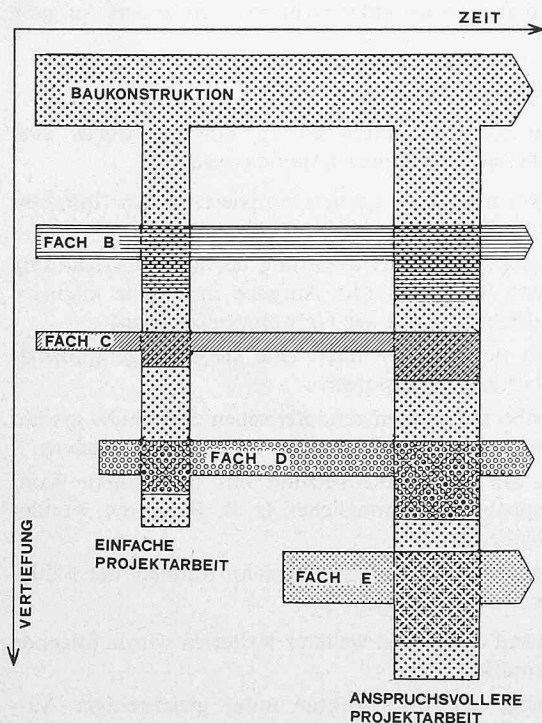 ZEIT
BAUKONSTRUKTION
FACH B
FACH C
FACH D
EINFACHE
PROJEKTARBEIT
FACH E
VERTIEFUNG
ANSPRUCHSVOLLERE
PROJEKTARBEIT